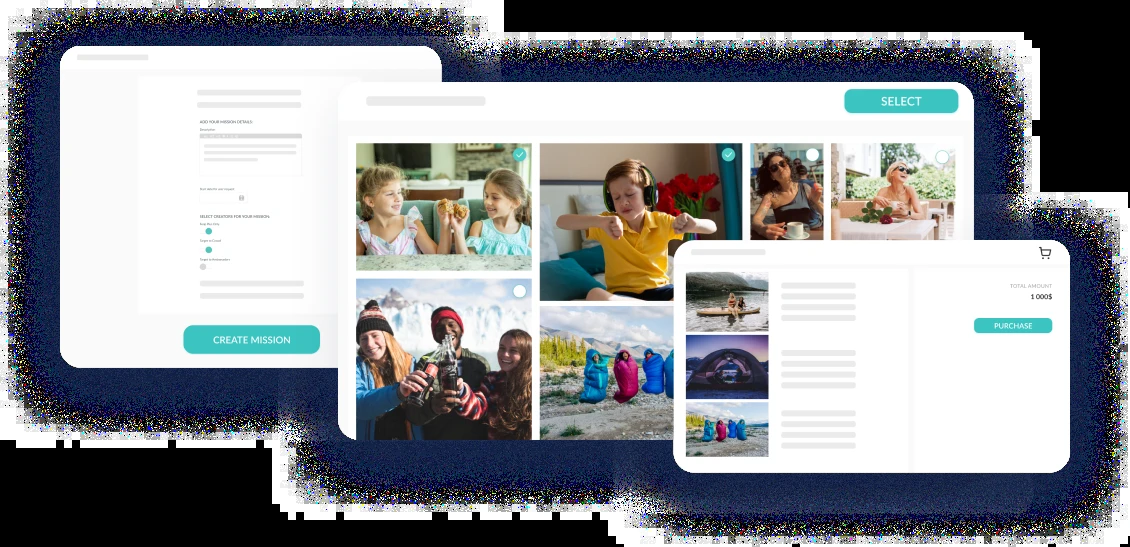 ADD YOUR MISSION DETAILS:
Description
SELECT CREATORS FOR YOUR MISSION:
CREATE MISSION
SELECT
TOTAL AMOUNT
1 000$
PURCHASE